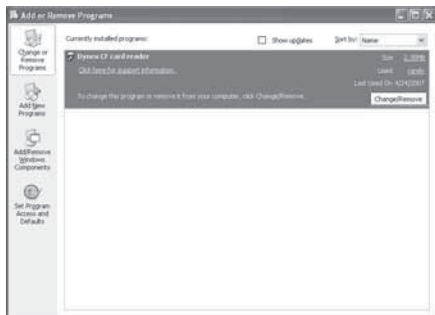 Add or Remove Programs
Change or
Remove
Programs
Currently installed programs:
Show updates
Sort by: Name
Dynex CF card reader
Size
Click here for support information.
Used rarely
Last Used On 4/24/2007
To change this program or remove it from your computer, click Change/Remove.
Change/Remove
Add New
Programs
Add/Remove
Windows
Components
Set Program
Access and
Defaults